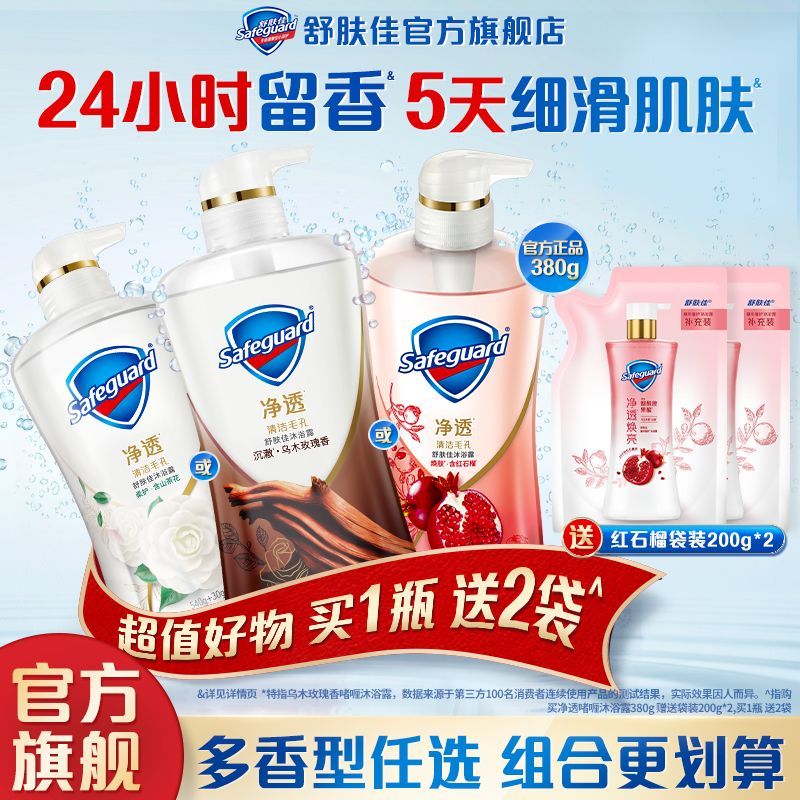 舒肤佳
Safeguard
舒肤佳官方旗舰店
24小时留香& 5天细滑肌肤&
官方正品
380g
Safeguard
净透
清洁毛孔
舒肤佳沐浴露
柔护·含山茶花
或
Safeguard
净透
清洁毛孔
舒肤佳沐浴露
沉澈·乌木玫瑰香
或
Safeguard
净透
清洁毛孔
舒肤佳沐浴露
焕肤·含红石榴
舒肤佳
补充装
Safeguard
净透焕亮
舒肤佳
补充装
送 红石榴袋装200g*2
超值好物 买1瓶 送2袋^
官方
旗舰
&详见详情页 *特指乌木玫瑰香啫喱沐浴露，数据来源于第三方100名消费者连续使用产品的测试结果，实际效果因人而异。^指购
买净透啫喱沐浴露380g 赠送袋装200g*2,买1瓶 送2袋
多香型任选 组合更划算